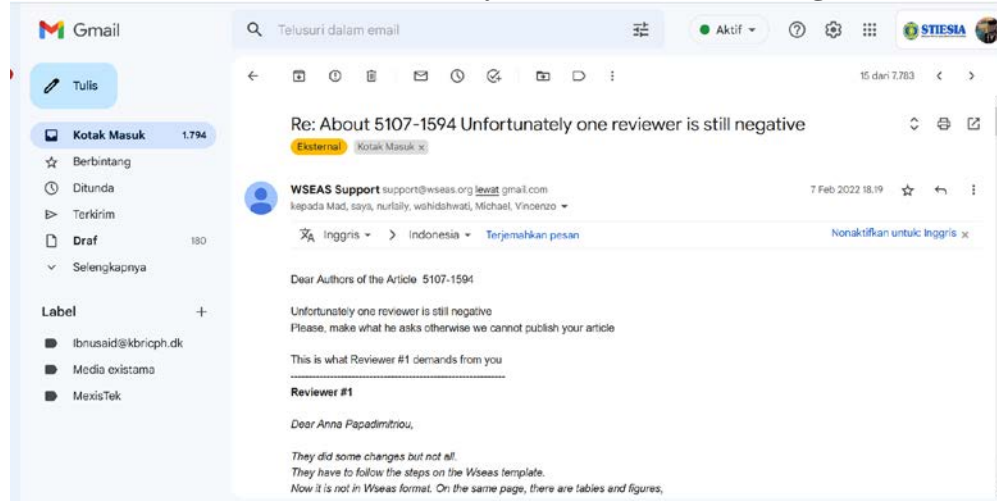 Gmail
Telusuri dalam email
Aktif
STIESIA
Tulis
15 dari 7.783
Kotak Masuk 1.794
Berbintang
Ditunda
Terkirim
Draf 180
Selengkapnya
Label +
Ibnusaid@kbricph.dk
Media existama
MexisTek
Re: About 5107-1594 Unfortunately one reviewer is still negative
Eksternal Kotak Masuk x
WSEAS Support support@wseas.org lewat gmail.com
7 Feb 2022 18.19
kepada Mad, saya, nurlaily, wahidahwati, Michael, Vincenzo
Inggris > Indonesia Terjemahkan pesan
Nonaktifkan untuk: Inggris x
Dear Authors of the Article 5107-1594
Unfortunately one reviewer is still negative
Please, make what he asks otherwise we cannot publish your article
This is what Reviewer #1 demands from you
------------------------------------------------------------
Reviewer #1
Dear Anna Papadimitriou,
They did some changes but not all.
They have to follow the steps on the Wseas template.
Now it is not in Wseas format. On the same page, there are tables and figures,